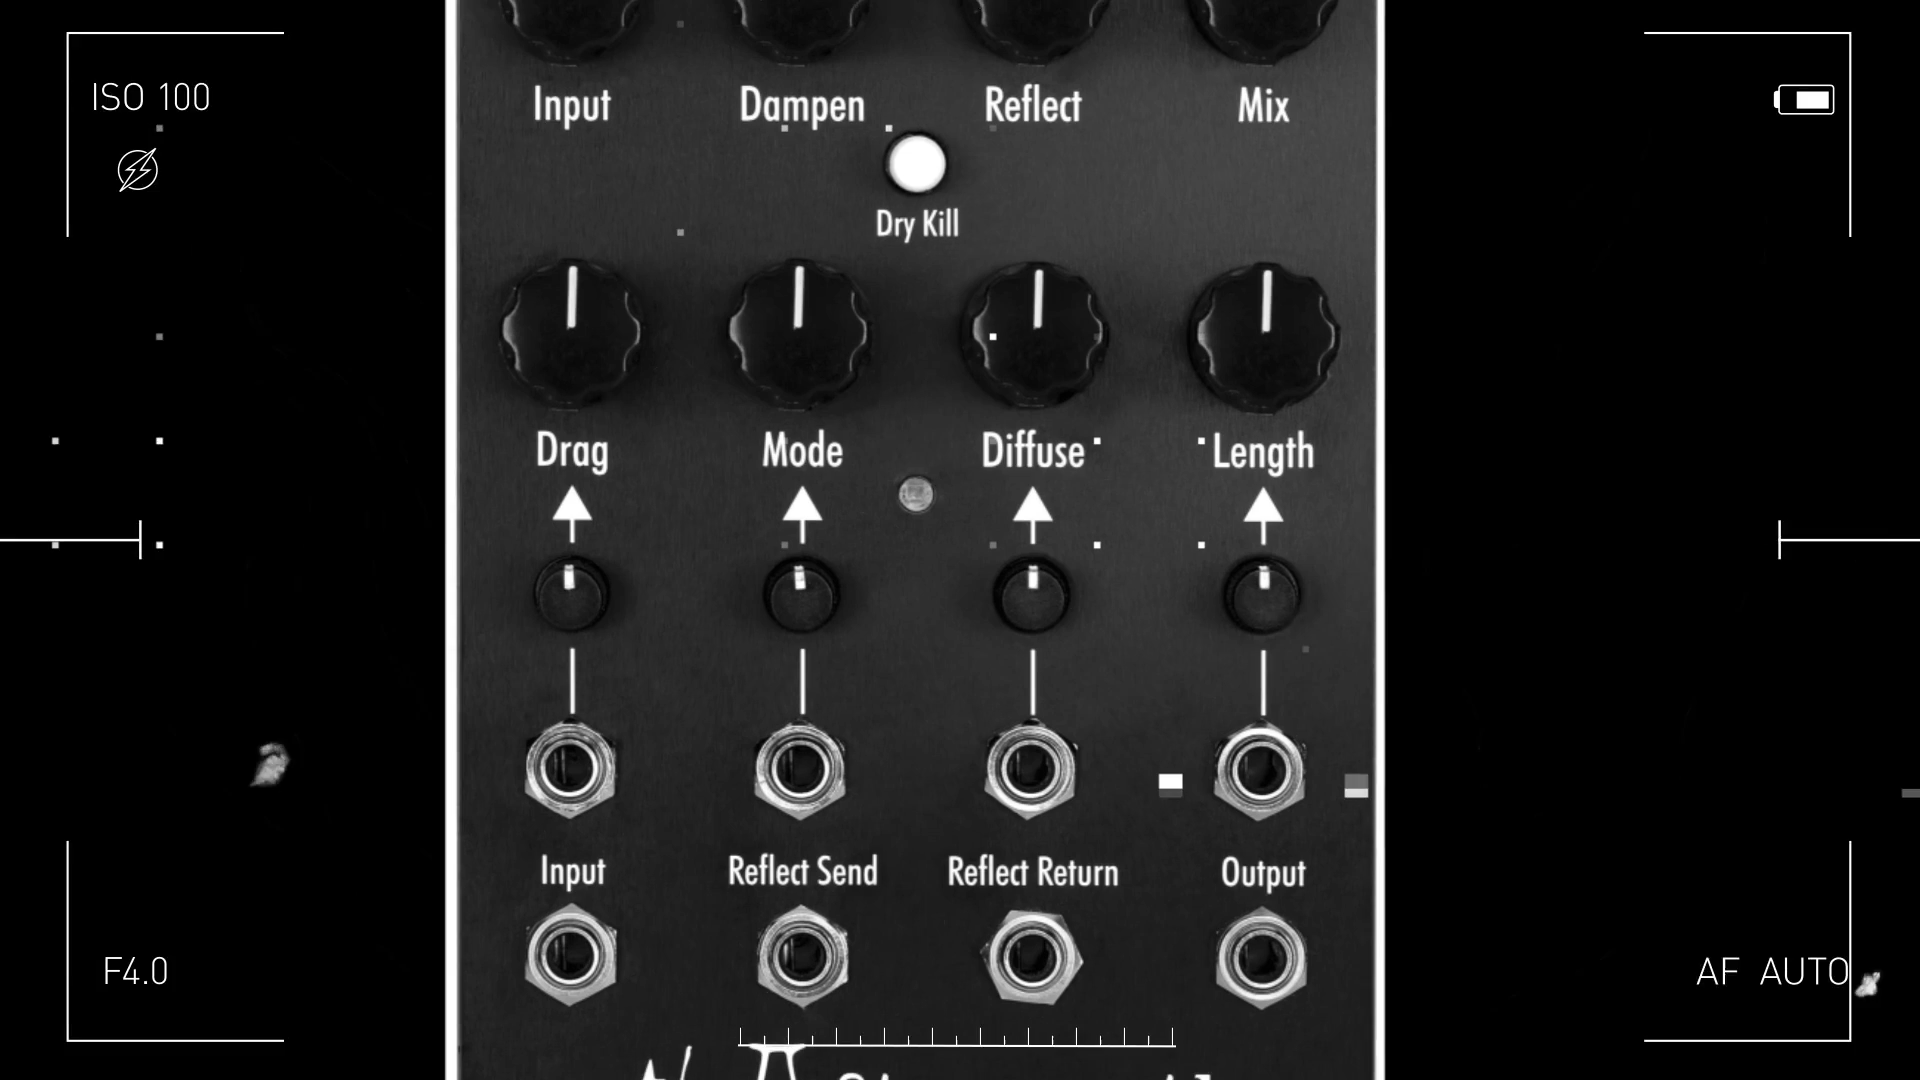 ISO 100
Input Dampen Reflect Mix
Dry Kill
Drag Mode Diffuse Length
Input Reflect Send Reflect Return Output
F4.0
AF AUTO